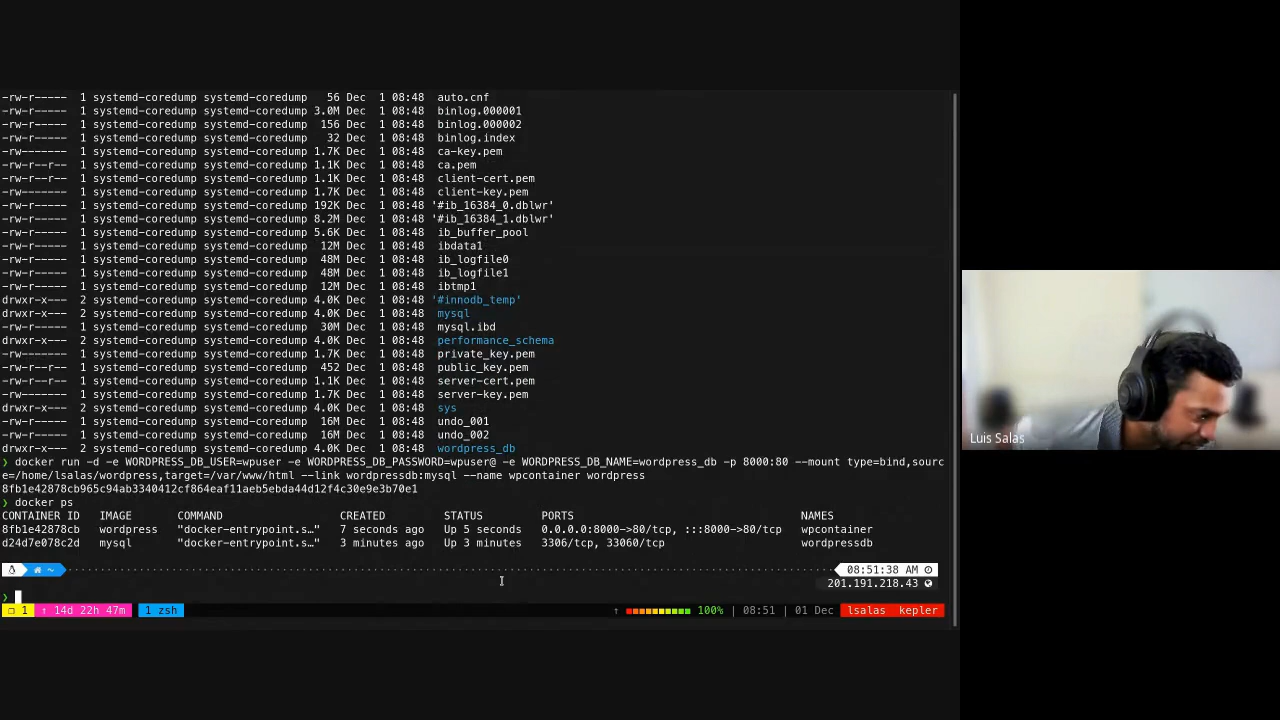 -rw-r----- 1 systemd-coredump systemd-coredump 56 Dec 1 08:48 auto.cnf
-rw-r----- 1 systemd-coredump systemd-coredump 3.0M Dec 1 08:48 binlog.000001
-rw-r----- 1 systemd-coredump systemd-coredump 156 Dec 1 08:48 binlog.000002
-rw-r----- 1 systemd-coredump systemd-coredump 32 Dec 1 08:48 binlog.index
-rw------- 1 systemd-coredump systemd-coredump 1.7K Dec 1 08:48 ca-key.pem
-rw-r--r-- 1 systemd-coredump systemd-coredump 1.1K Dec 1 08:48 ca.pem
-rw-r--r-- 1 systemd-coredump systemd-coredump 1.1K Dec 1 08:48 client-cert.pem
-rw------- 1 systemd-coredump systemd-coredump 1.7K Dec 1 08:48 client-key.pem
-rw-r----- 1 systemd-coredump systemd-coredump 192K Dec 1 08:48 '#ib_16384_0.dblwr'
-rw-r----- 1 systemd-coredump systemd-coredump 8.2M Dec 1 08:48 '#ib_16384_1.dblwr'
-rw-r----- 1 systemd-coredump systemd-coredump 5.6K Dec 1 08:48 ib_buffer_pool
-rw-r----- 1 systemd-coredump systemd-coredump 12M Dec 1 08:48 ibdata1
-rw-r----- 1 systemd-coredump systemd-coredump 48M Dec 1 08:48 ib_logfile0
-rw-r----- 1 systemd-coredump systemd-coredump 48M Dec 1 08:48 ib_logfile1
-rw-r----- 1 systemd-coredump systemd-coredump 12M Dec 1 08:48 ibtmp1
drwxr-x--- 2 systemd-coredump systemd-coredump 4.0K Dec 1 08:48 '#innodb_temp'
drwxr-x--- 2 systemd-coredump systemd-coredump 4.0K Dec 1 08:48 mysql
-rw-r----- 1 systemd-coredump systemd-coredump 30M Dec 1 08:48 mysql.ibd
drwxr-x--- 2 systemd-coredump systemd-coredump 4.0K Dec 1 08:48 performance_schema
-rw------- 1 systemd-coredump systemd-coredump 1.7K Dec 1 08:48 private_key.pem
-rw-r--r-- 1 systemd-coredump systemd-coredump 452 Dec 1 08:48 public_key.pem
-rw-r--r-- 1 systemd-coredump systemd-coredump 1.1K Dec 1 08:48 server-cert.pem
-rw------- 1 systemd-coredump systemd-coredump 1.7K Dec 1 08:48 server-key.pem
drwxr-x--- 2 systemd-coredump systemd-coredump 4.0K Dec 1 08:48 sys
-rw-r----- 1 systemd-coredump systemd-coredump 16M Dec 1 08:48 undo_001
-rw-r----- 1 systemd-coredump systemd-coredump 16M Dec 1 08:48 undo_002
drwxr-x--- 2 systemd-coredump systemd-coredump 4.0K Dec 1 08:48 wordpress_db
❯ docker run -d -e WORDPRESS_DB_USER=wpuser -e WORDPRESS_DB_PASSWORD=wpuser@ -e WORDPRESS_DB_NAME=wordpress_db -p 8000:80 --mount type=bind,sourc
e=/home/lsalas/wordpress,target=/var/www/html --link wordpressdb:mysql --name wpcontainer wordpress
8fb1e42878cb965c94ab3340412cf864eaf11aeb5ebda44d12f4c30e9e3b70e1
❯ docker ps
CONTAINER ID IMAGE COMMAND CREATED STATUS PORTS NAMES
8fb1e42878cb wordpress "docker-entrypoint.s…" 7 seconds ago Up 5 seconds 0.0.0.0:8000->80/tcp, :::8000->80/tcp wpcontainer
d24d7e078c2d mysql "docker-entrypoint.s…" 3 minutes ago Up 3 minutes 3306/tcp, 33060/tcp wordpressdb
~ 08:51:38 AM
201.191.218.43
❯
1 ↑ 14d 22h 47m 1 zsh ↑ 100% | 08:51 | 01 Dec lsalas kepler
Luis Salas